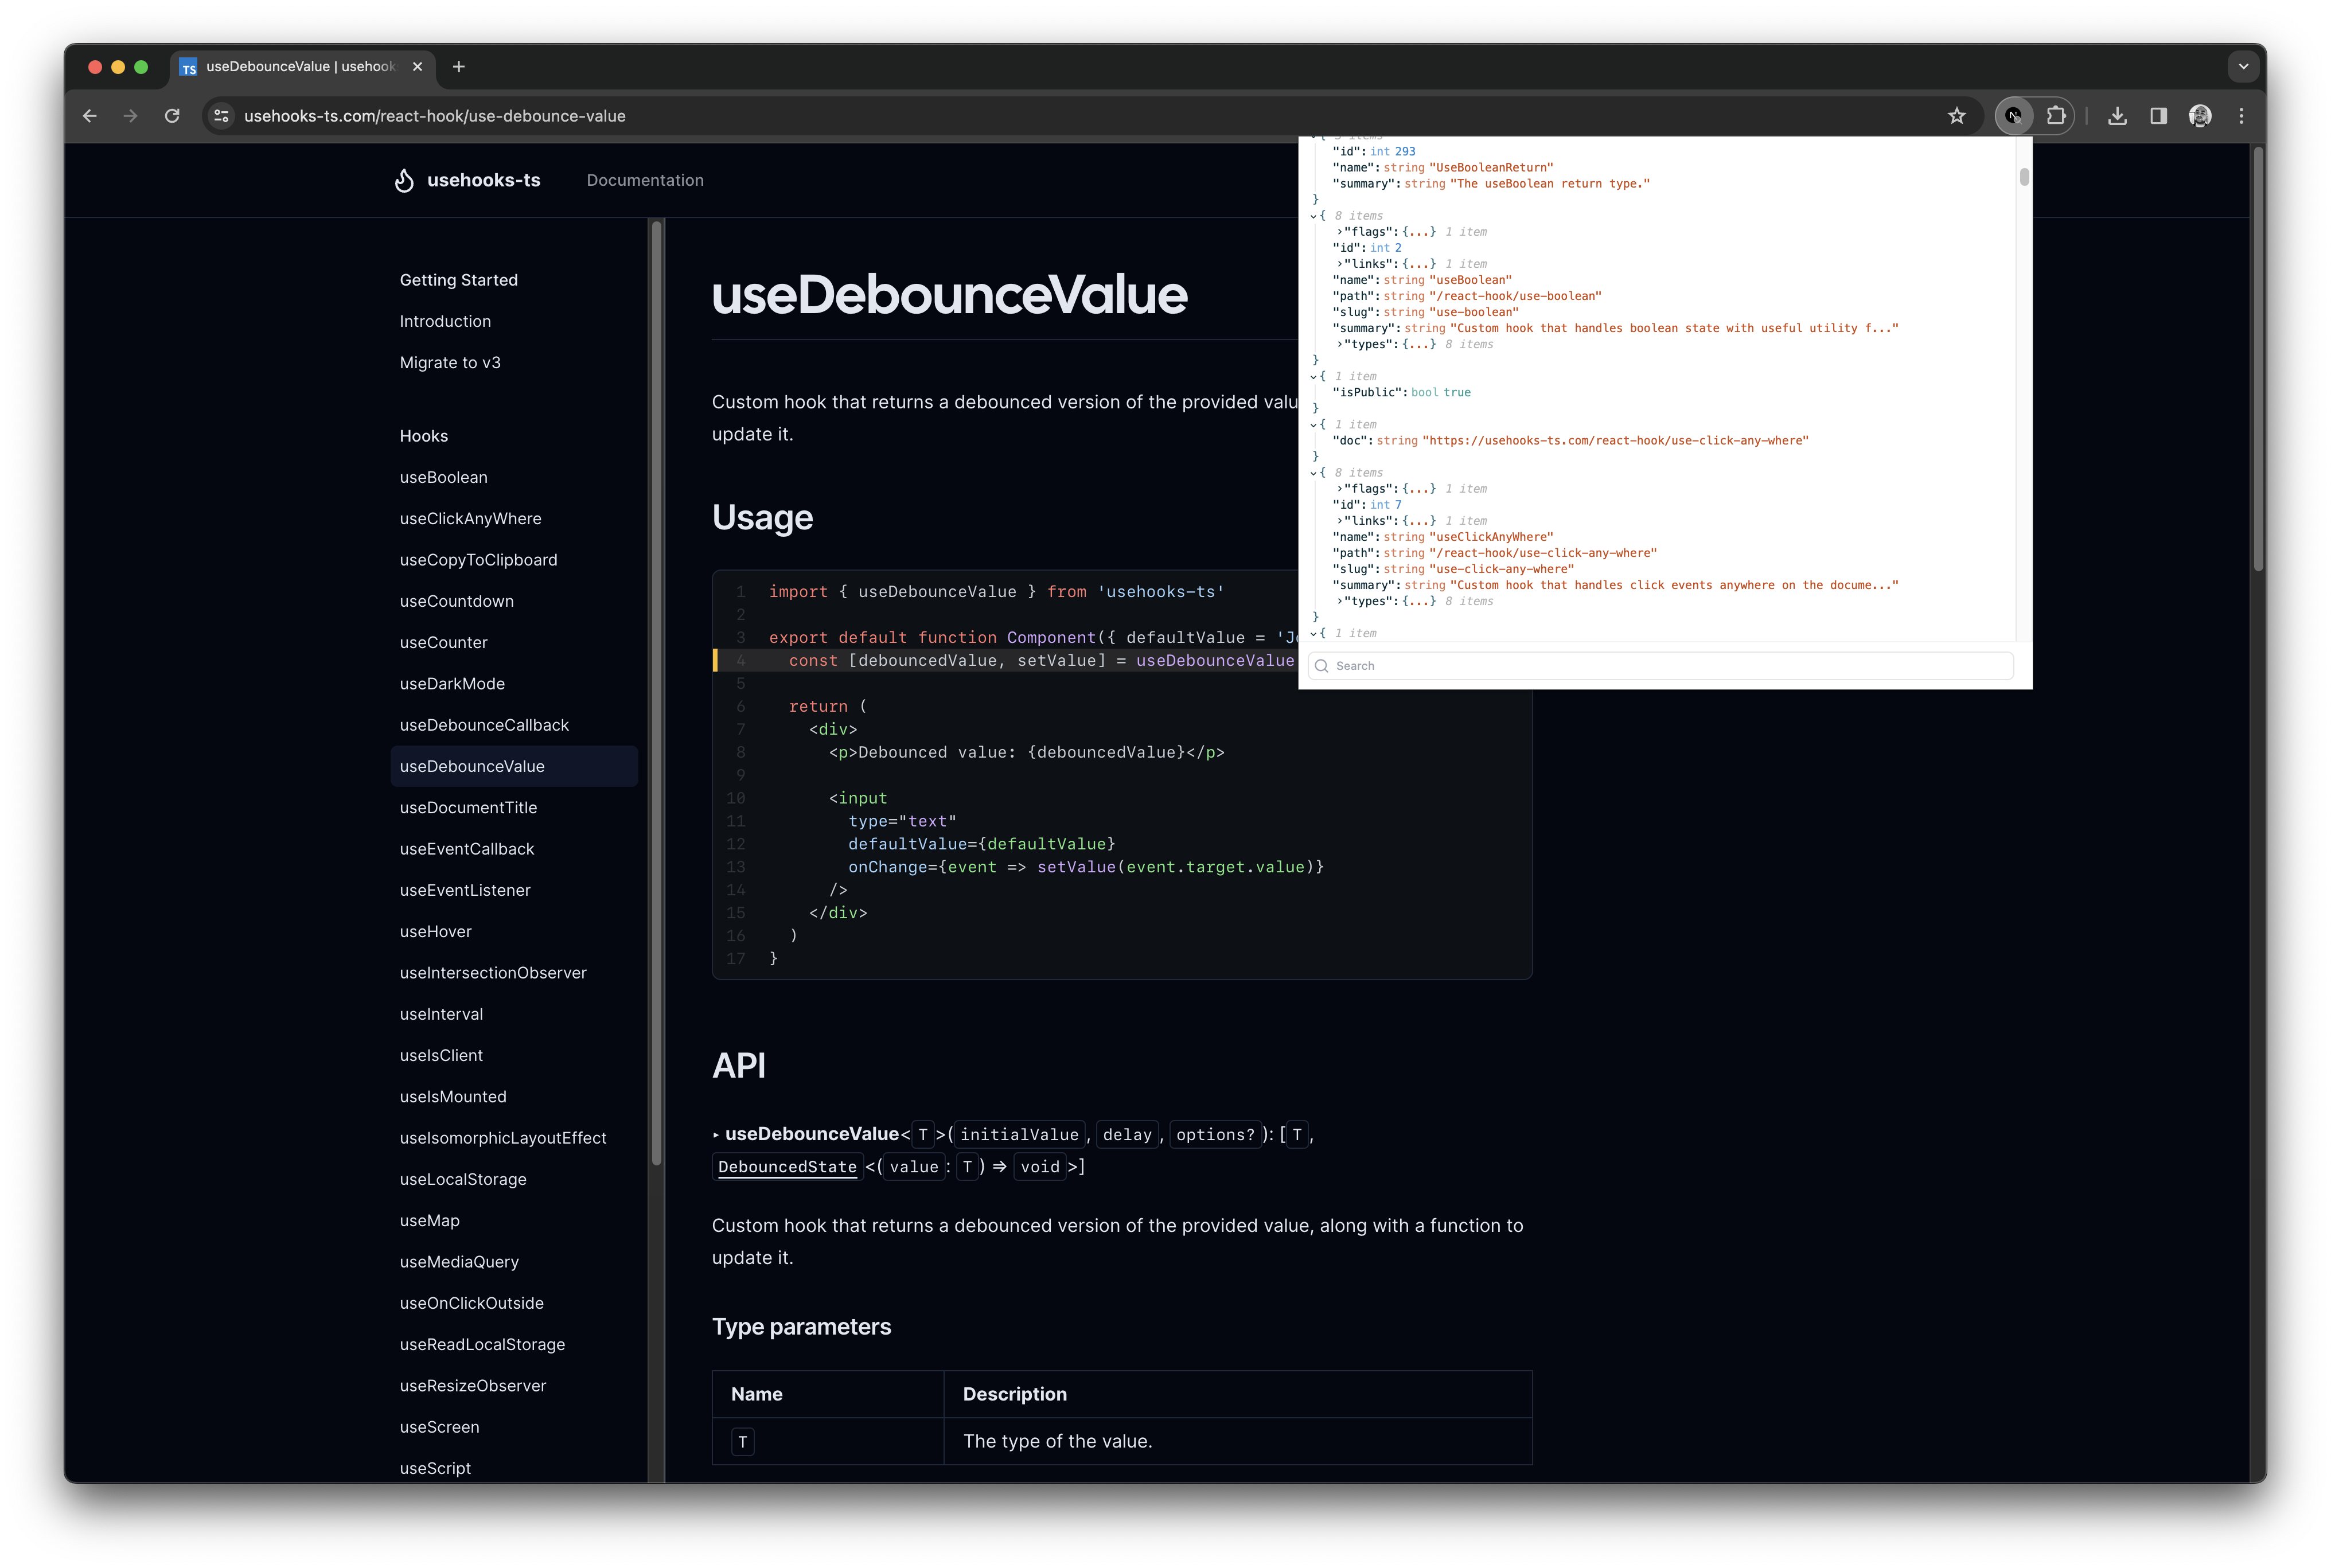 useDebounceValue | usehook
usehooks-ts.com/react-hook/use-debounce-value
usehooks-ts
Documentation
Getting Started
Introduction
Migrate to v3
Hooks
useBoolean
useClickAnyWhere
useCopyToClipboard
useCountdown
useCounter
useDarkMode
useDebounceCallback
useDebounceValue
useDocumentTitle
useEventCallback
useEventListener
useHover
useIntersectionObserver
useInterval
useIsClient
useIsMounted
useIsomorphicLayoutEffect
useLocalStorage
useMap
useMediaQuery
useOnClickOutside
useReadLocalStorage
useResizeObserver
useScreen
useScript
useDebounceValue
Custom hook that returns a debounced version of the provided valu
update it.
Usage
1 import { useDebounceValue } from 'usehooks-ts'
2
3 export default function Component({ defaultValue = 'J
4 const [debouncedValue, setValue] = useDebounceValue
5
6 return (
7 <div>
8 <p>Debounced value: {debouncedValue}</p>
9
10 <input
11 type="text"
12 defaultValue={defaultValue}
13 onChange={event => setValue(event.target.value)}
14 />
15 </div>
16 )
17 }
API
▸ useDebounceValue<T>(initialValue, delay, options?): [T,
DebouncedState<(value: T) => void>]
Custom hook that returns a debounced version of the provided value, along with a function to
update it.
Type parameters
Name Description
T The type of the value.
{ 3 items
"id": int 293
"name": string "UseBooleanReturn"
"summary": string "The useBoolean return type."
}
{ 8 items
"flags": {...} 1 item
"id": int 2
"links": {...} 1 item
"name": string "useBoolean"
"path": string "/react-hook/use-boolean"
"slug": string "use-boolean"
"summary": string "Custom hook that handles boolean state with useful utility f..."
"types": {...} 8 items
}
{ 1 item
"isPublic": bool true
}
{ 1 item
"doc": string "https://usehooks-ts.com/react-hook/use-click-any-where"
}
{ 8 items
"flags": {...} 1 item
"id": int 7
"links": {...} 1 item
"name": string "useClickAnyWhere"
"path": string "/react-hook/use-click-any-where"
"slug": string "use-click-any-where"
"summary": string "Custom hook that handles click events anywhere on the docume..."
"types": {...} 8 items
}
{ 1 item
Search